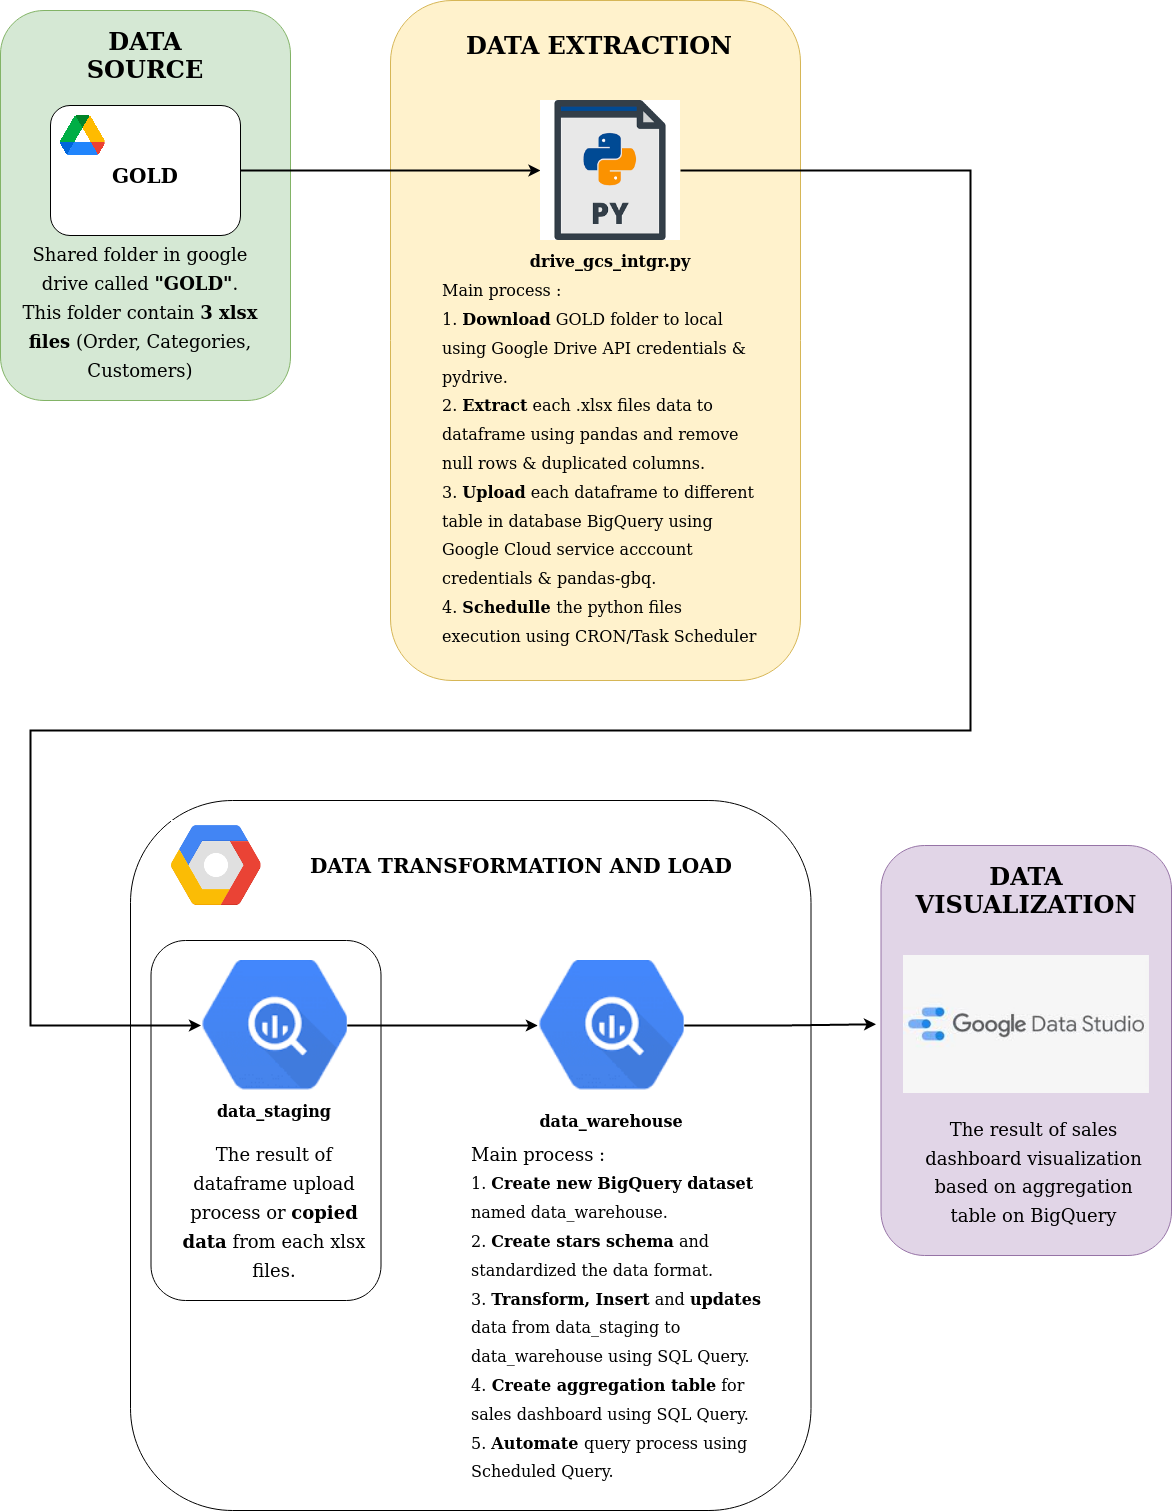 DATA
SOURCE
GOLD
Shared folder in google
drive called "GOLD".
This folder contain 3 xlsx
files (Order, Categories,
Customers)
DATA EXTRACTION
PY
drive_gcs_intgr.py
Main process :
1. Download GOLD folder to local
using Google Drive API credentials &
pydrive.
2. Extract each .xlsx files data to
dataframe using pandas and remove
null rows & duplicated columns.
3. Upload each dataframe to different
table in database BigQuery using
Google Cloud service acccount
credentials & pandas-gbq.
4. Schedulle the python files
execution using CRON/Task Scheduler
DATA TRANSFORMATION AND LOAD
data_staging
The result of
dataframe upload
process or copied
data from each xlsx
files.
data_warehouse
Main process :
1. Create new BigQuery dataset
named data_warehouse.
2. Create stars schema and
standardized the data format.
3. Transform, Insert and updates
data from data_staging to
data_warehouse using SQL Query.
4. Create aggregation table for
sales dashboard using SQL Query.
5. Automate query process using
Scheduled Query.
DATA
VISUALIZATION
Google Data Studio
The result of sales
dashboard visualization
based on aggregation
table on BigQuery